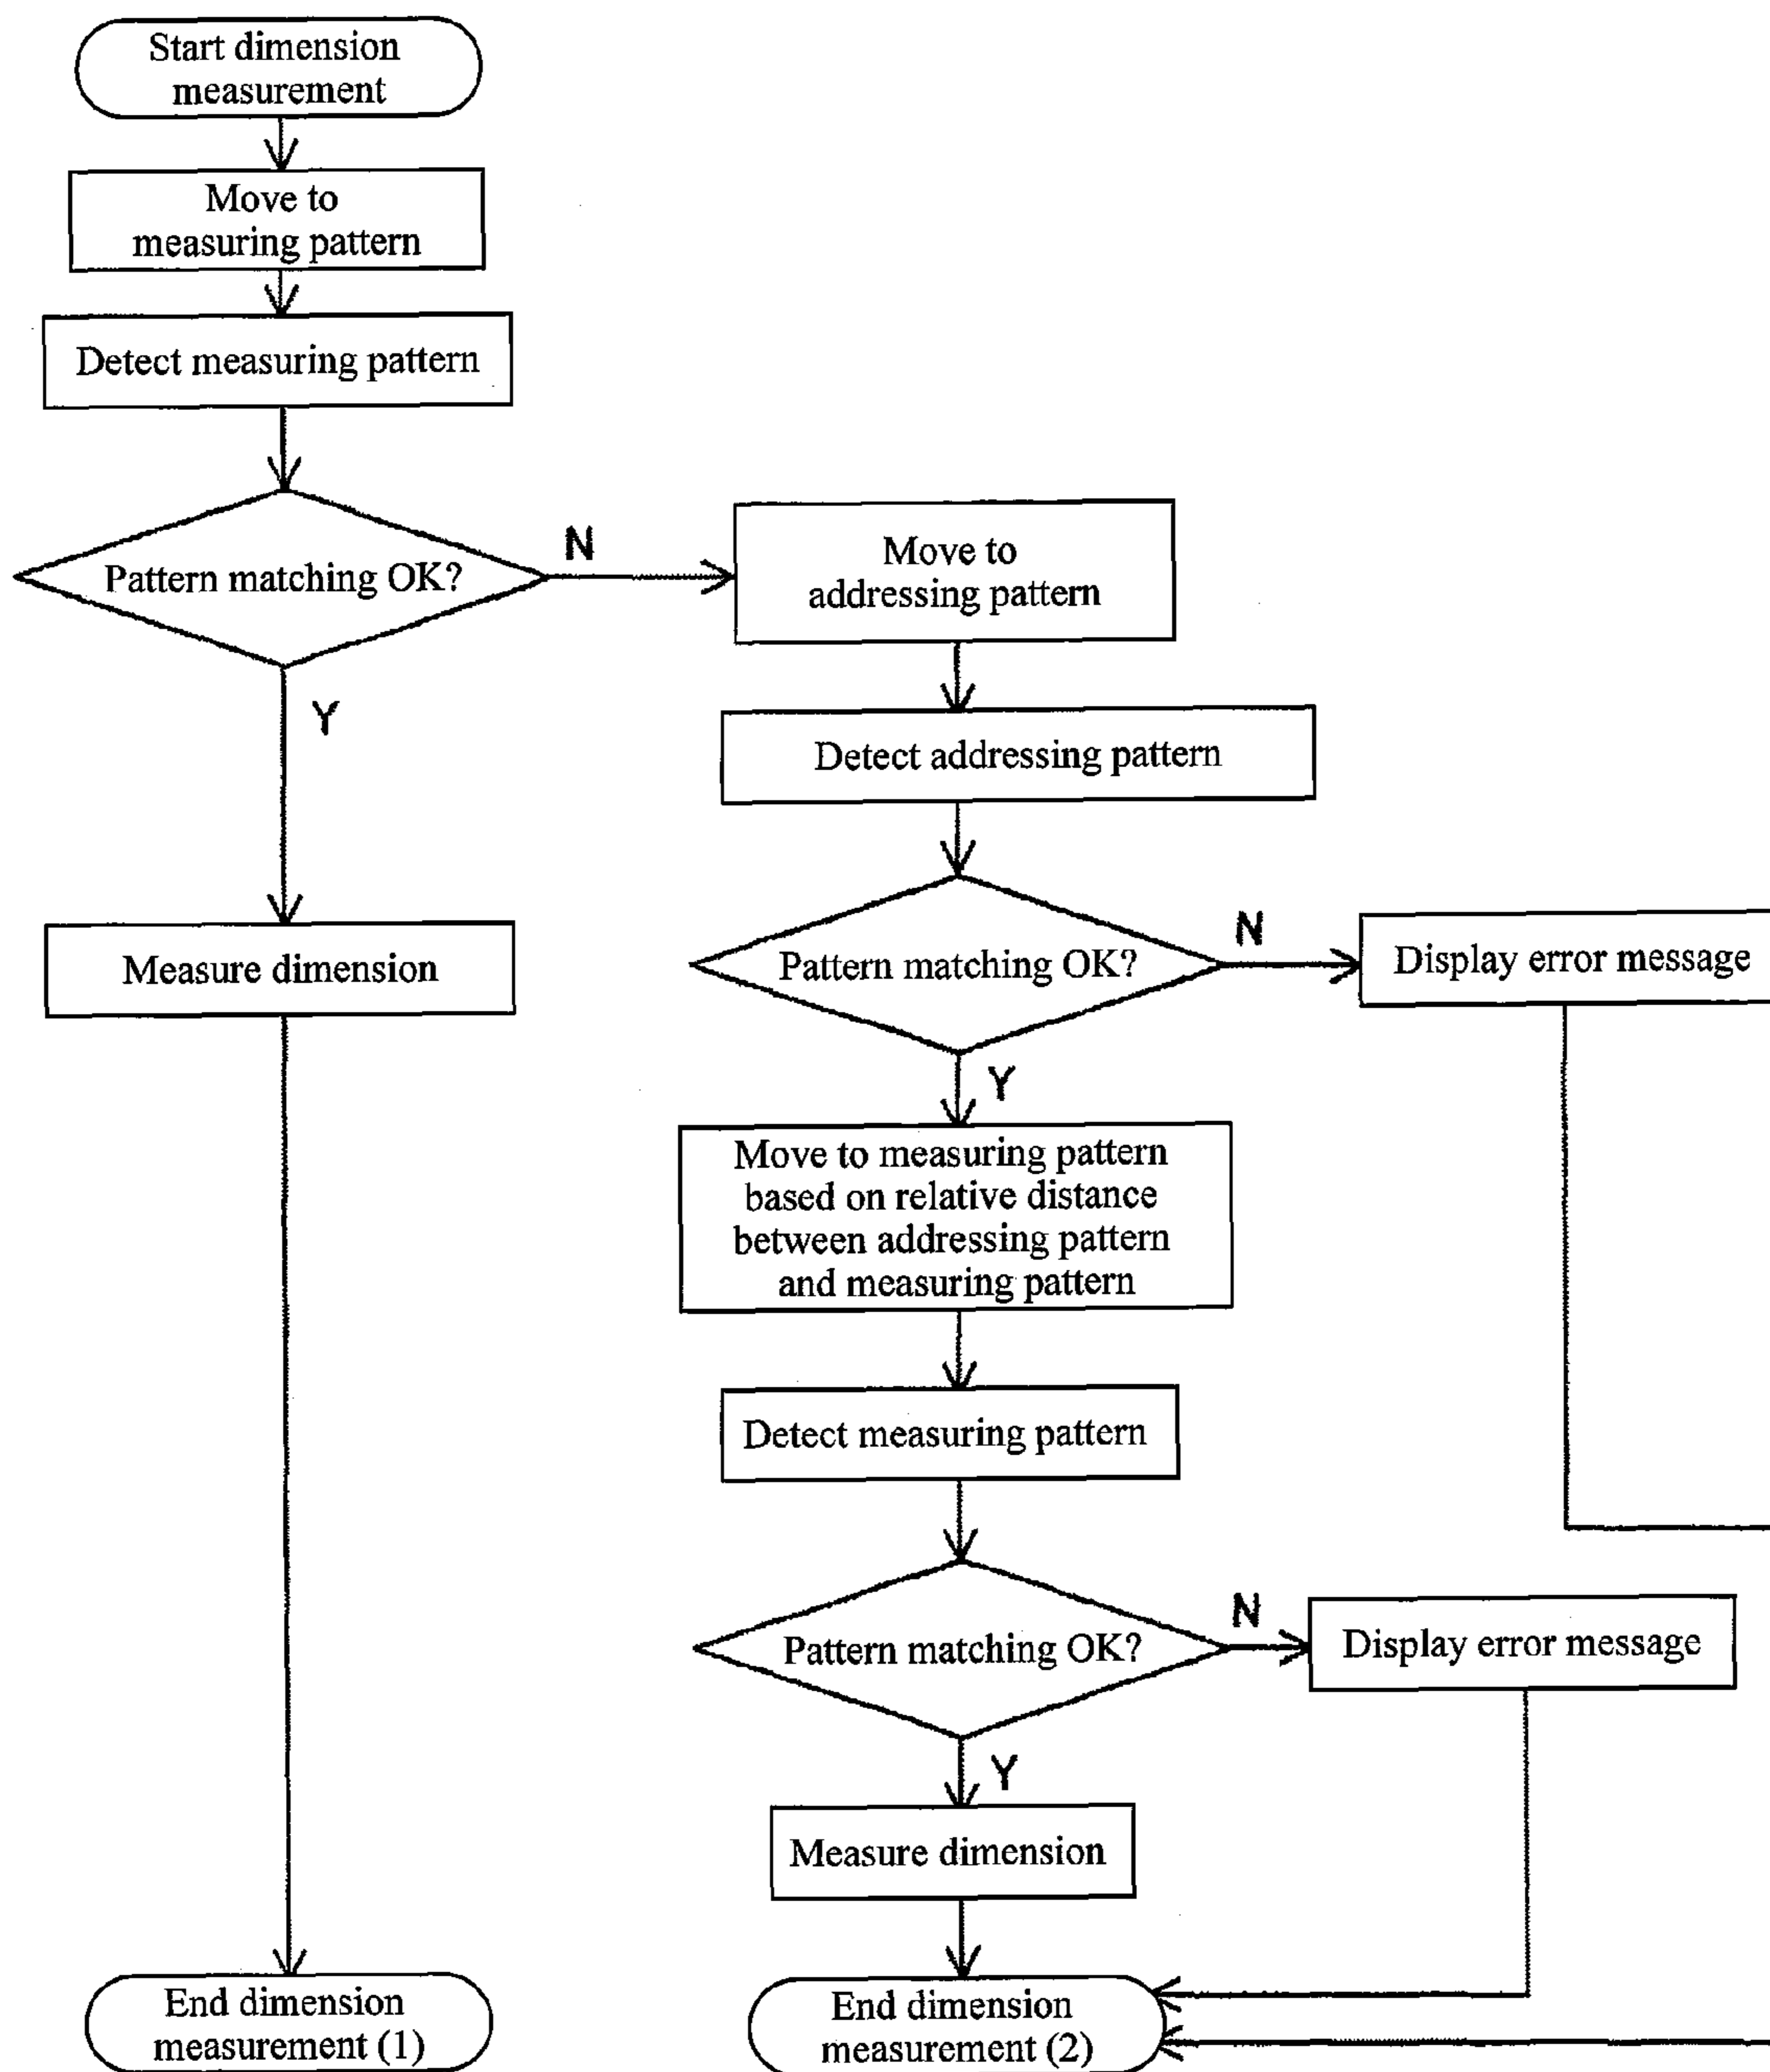 Start dimension
measurement
Move to
measuring pattern
Detect measuring pattern
Pattern matching OK?
N
Y
Measure dimension
End dimension
measurement (1)
Move to
addressing pattern
Detect addressing pattern
Pattern matching OK?
N
Display error message
Y
Move to measuring pattern
based on relative distance
between addressing pattern
and measuring pattern
Detect measuring pattern
Pattern matching OK?
N
Display error message
Y
Measure dimension
End dimension
measurement (2)